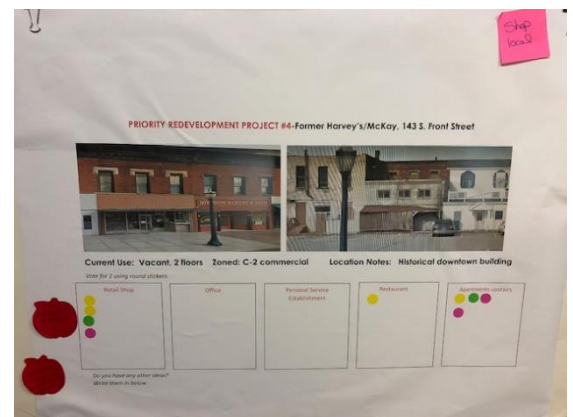 Shop
local
PRIORITY REDEVELOPMENT PROJECT #4-Former Harvey's/McKay, 143 S. Front Street
Current Use: Vacant, 2 floors Zoned: C-2 commercial Location Notes: Historical downtown building
Vote for 2 using round stickers
Retail Shop
Office
Personal Service
Establishment
Restaurant
Apartments upstairs
Do you have any other ideas?
Write them in below.